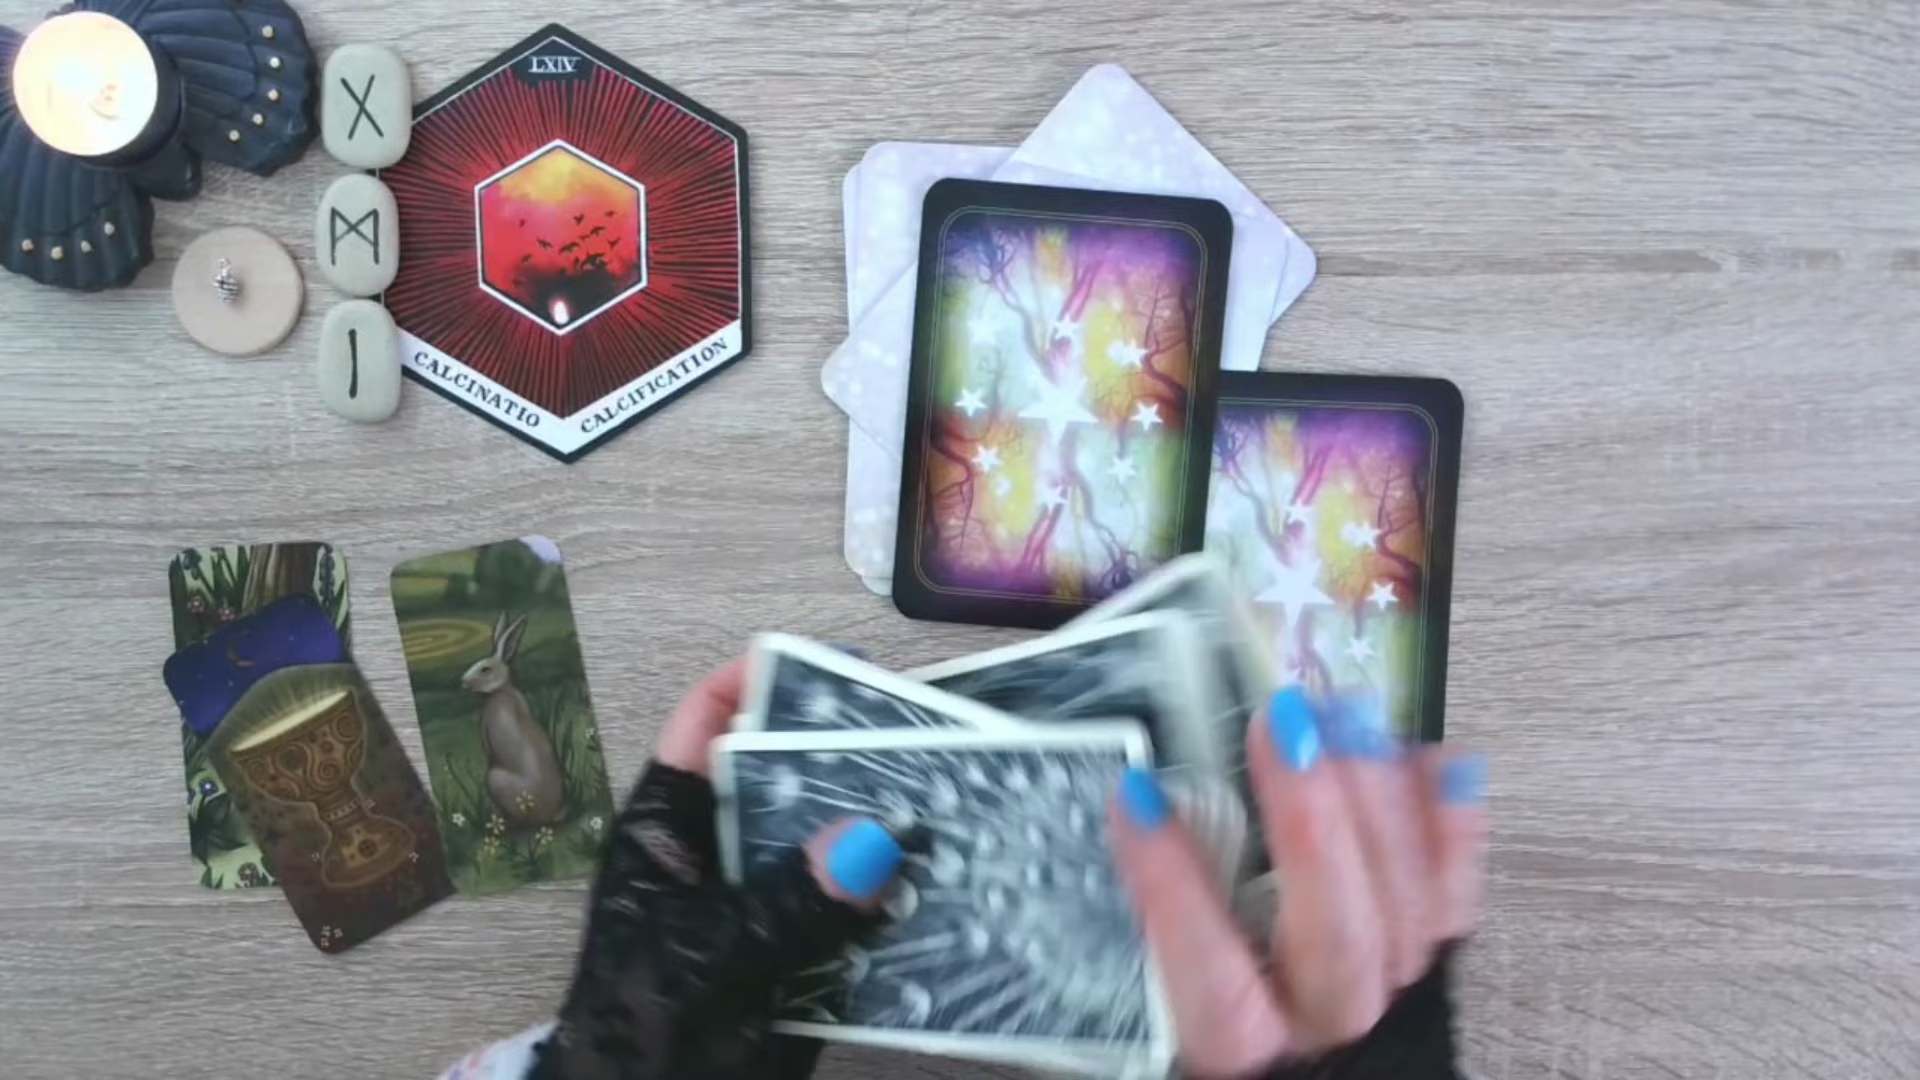 LXIV
CALCINATIO
CALCIFICATION
ᚷ
ᛗ
ᛁ